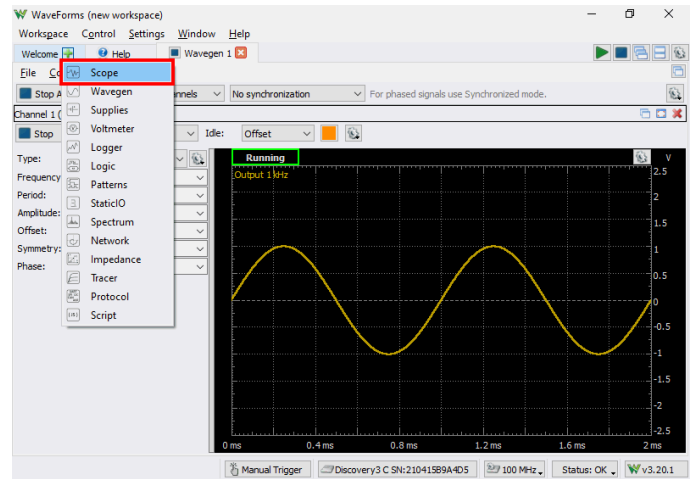 WaveForms (new workspace)
Workspace Control Settings Window Help
Welcome Help Wavegen 1
File Co
Scope
Stop A
Wavegen
nnels No synchronization For phased signals use Synchronized mode.
Supplies
Channel 1 (
Voltmeter
Stop
Idle: Offset
Logger
Type:
Logic
Running
V
Frequency
Patterns
Output 1 kHz
Period:
StaticIO
Amplitude:
Spectrum
Offset:
Network
Symmetry:
Impedance
Phase:
Tracer
Protocol
Script
2.5
2
1.5
1
0.5
0
-0.5
-1
-1.5
-2
-2.5
0 ms 0.4 ms 0.8 ms 1.2 ms 1.6 ms 2 ms
Manual Trigger Discovery3 C SN:210415B9A4D5 100 MHz Status: OK v3.20.1